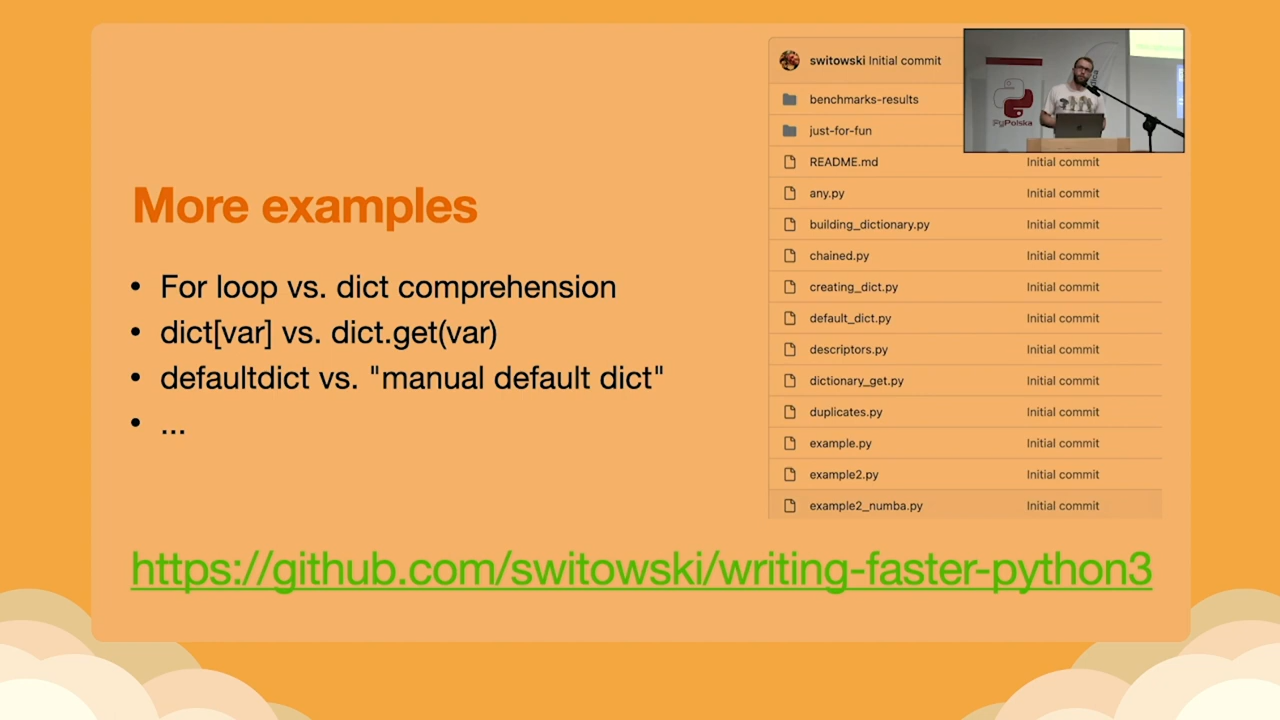 More examples
• For loop vs. dict comprehension
• dict[var] vs. dict.get(var)
• defaultdict vs. "manual default dict"
• ...
switowski Initial commit
benchmarks-results
just-for-fun
README.md Initial commit
any.py Initial commit
building_dictionary.py Initial commit
chained.py Initial commit
creating_dict.py Initial commit
default_dict.py Initial commit
descriptors.py Initial commit
dictionary_get.py Initial commit
duplicates.py Initial commit
example.py Initial commit
example2.py Initial commit
example2_numba.py Initial commit
PyPolska
https://github.com/switowski/writing-faster-python3